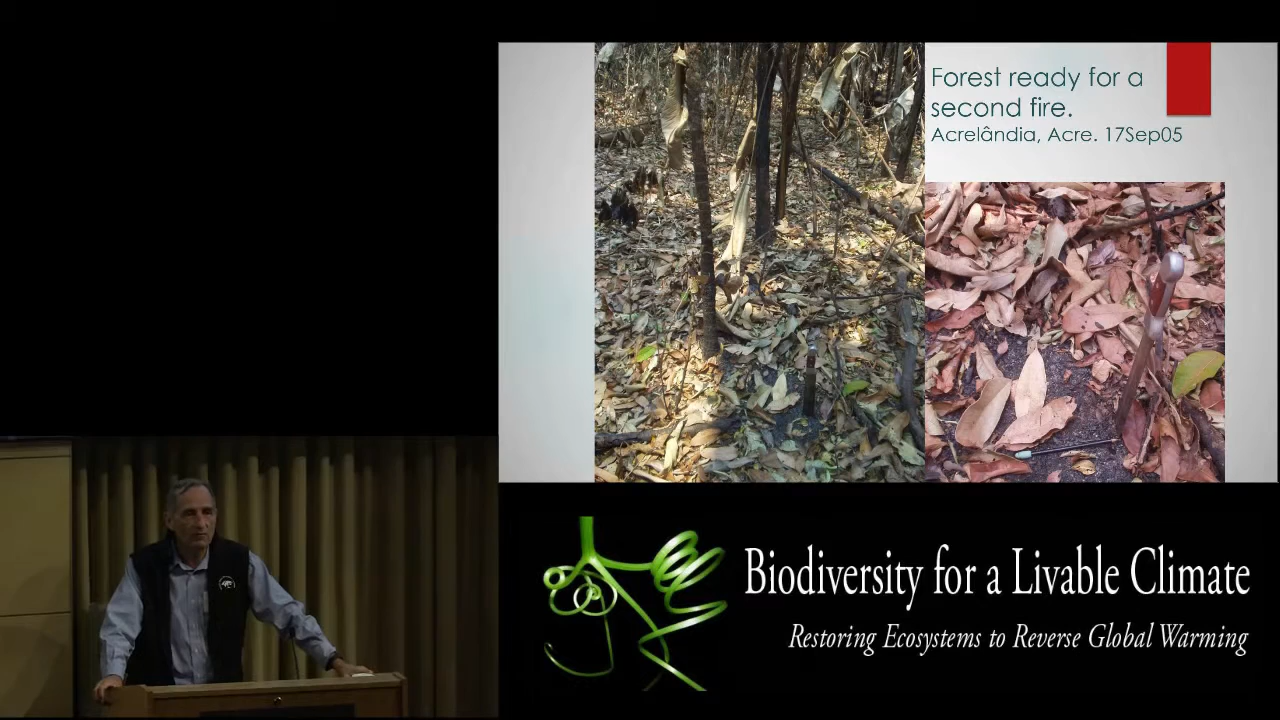 Forest ready for a
second fire.
Acrelândia, Acre. 17Sep05
Biodiversity for a Livable Climate
Restoring Ecosystems to Reverse Global Warming